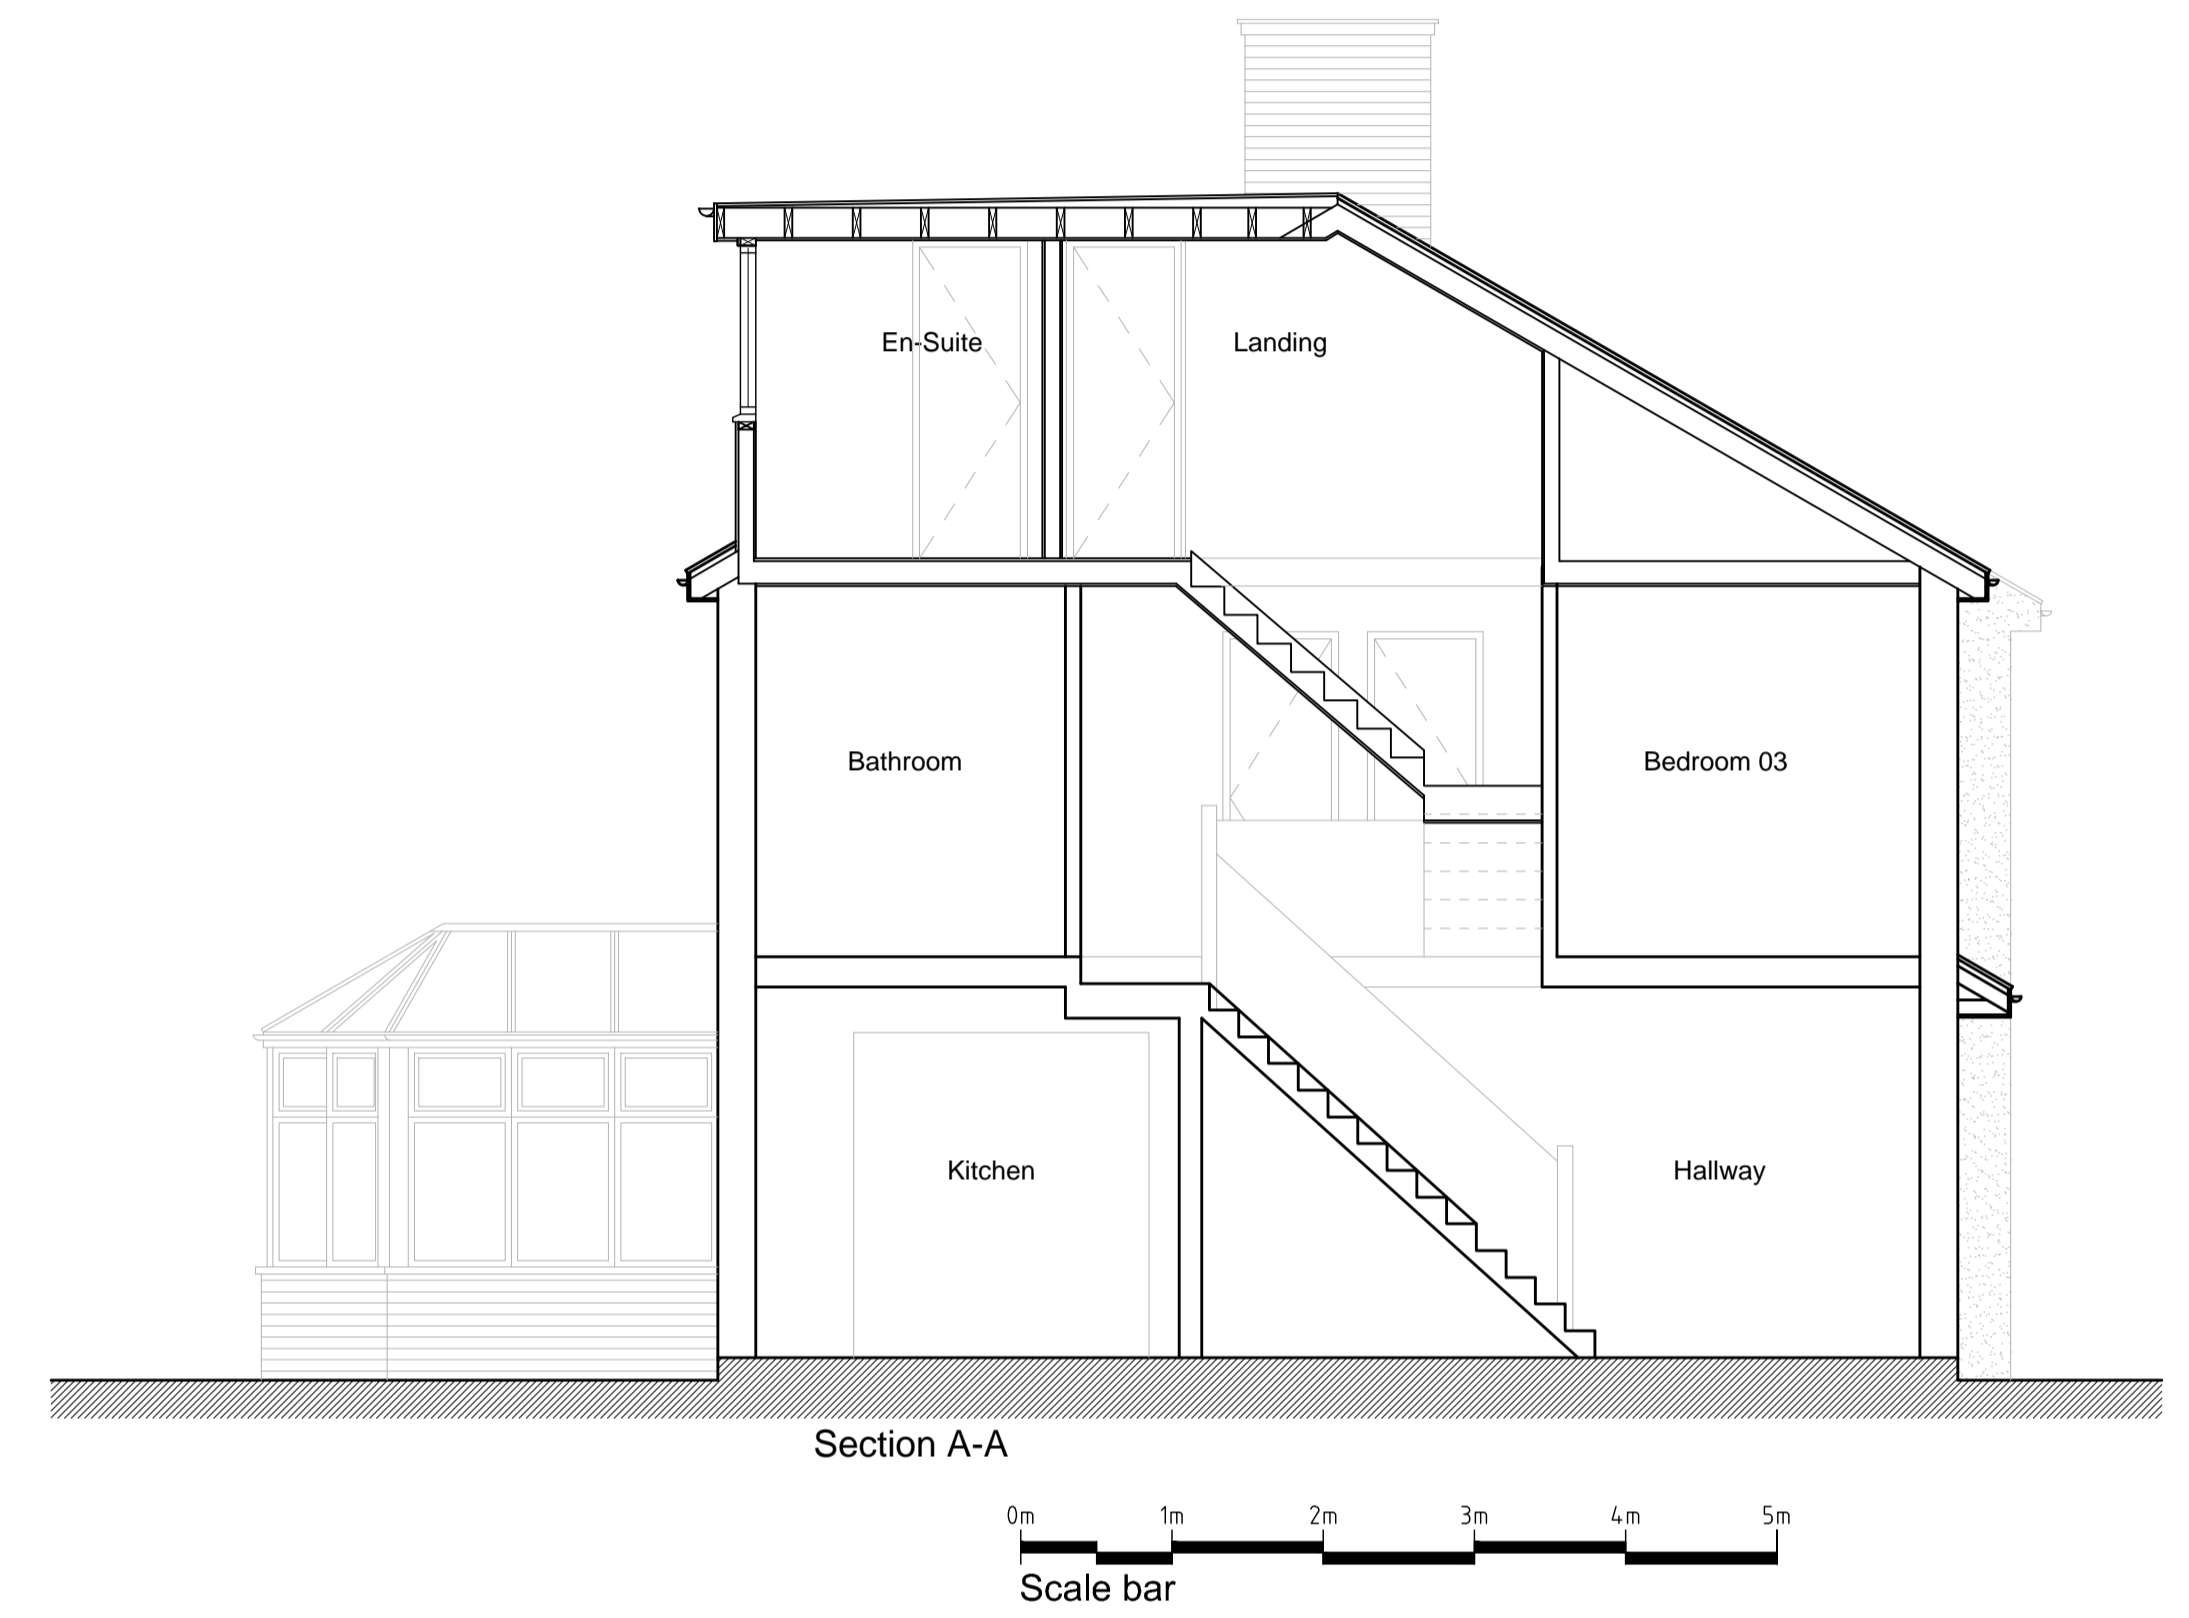 En-Suite
Landing
Bathroom
Bedroom 03
Kitchen
Hallway
Section A-A
0m 1m 2m 3m 4m 5m
Scale bar